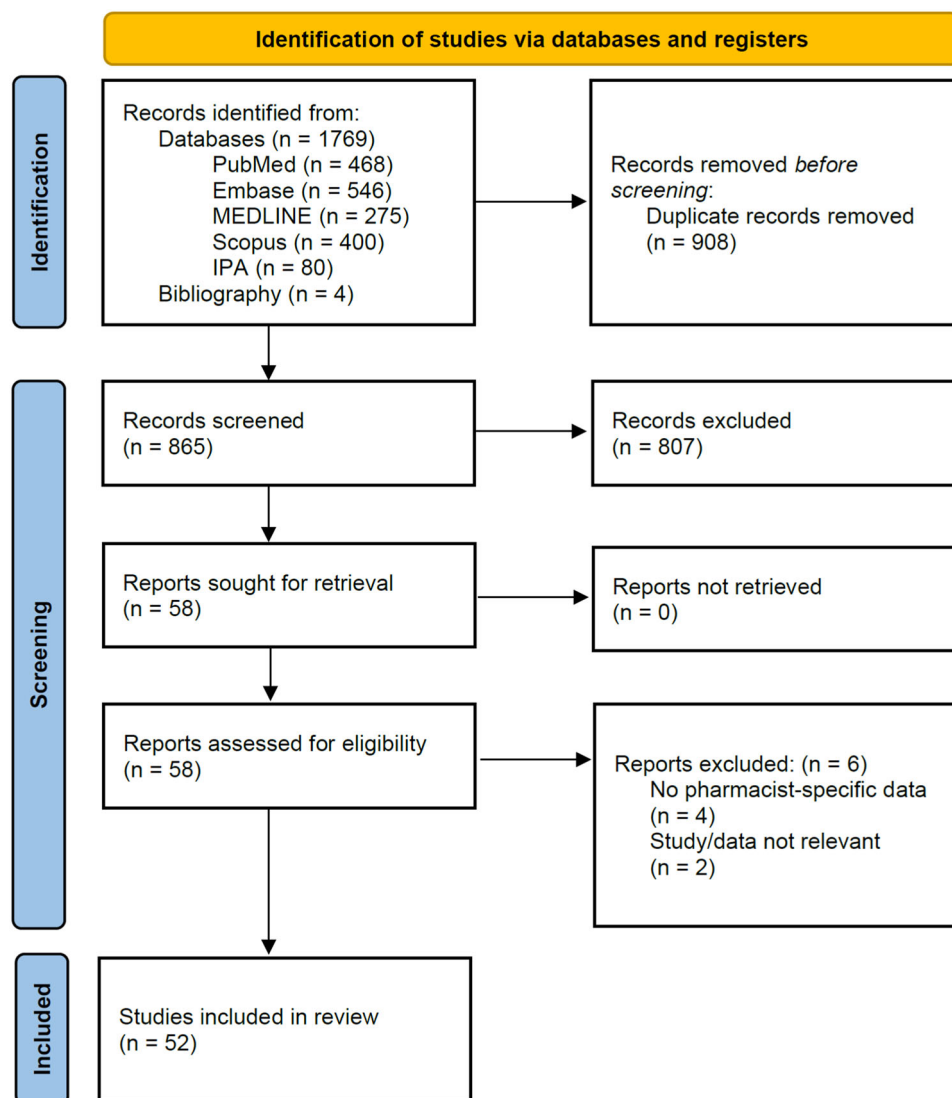 Identification of studies via databases and registers
Identification
Records identified from:
Databases (n = 1769)
PubMed (n = 468)
Embase (n = 546)
MEDLINE (n = 275)
Scopus (n = 400)
IPA (n = 80)
Bibliography (n = 4)
Records removed before
screening:
Duplicate records removed
(n = 908)
Screening
Records screened
(n = 865)
Records excluded
(n = 807)
Reports sought for retrieval
(n = 58)
Reports not retrieved
(n = 0)
Reports assessed for eligibility
(n = 58)
Reports excluded: (n = 6)
No pharmacist-specific data
(n = 4)
Study/data not relevant
(n = 2)
Included
Studies included in review
(n = 52)